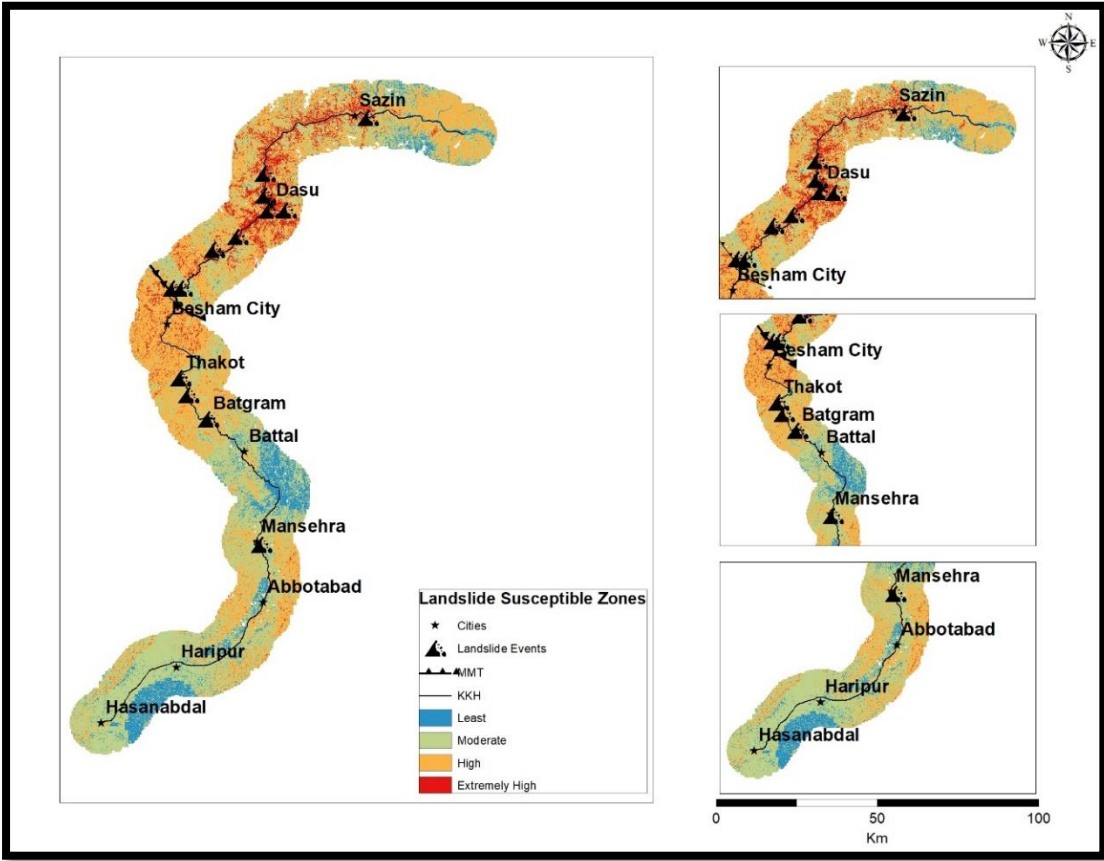 N
W E
S
Sazin
Dasu
Besham City
Thakot
Batgram
Battal
Mansehra
Abbotabad
Haripur
Hasanabdal
Landslide Susceptible Zones
Cities
Landslide Events
MMT
KKH
Least
Moderate
High
Extremely High
Sazin
Dasu
Besham City
Besham City
Thakot
Batgram
Battal
Mansehra
Mansehra
Abbotabad
Haripur
Hasanabdal
0 50 100
Km